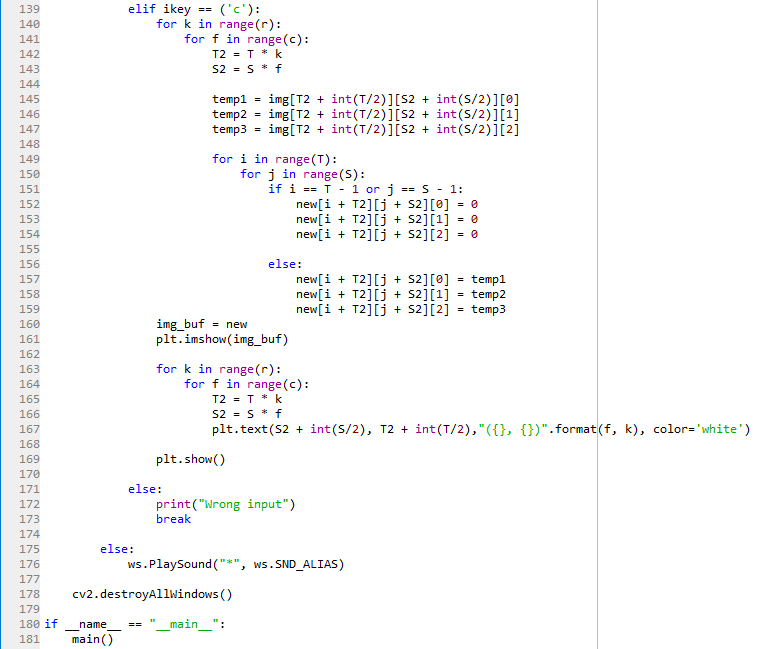 139 elif ikey == ('c'):
140 for k in range(r):
141 for f in range(c):
142 T2 = T * k
143 S2 = S * f
144
145 temp1 = img[T2 + int(T/2)][S2 + int(S/2)][0]
146 temp2 = img[T2 + int(T/2)][S2 + int(S/2)][1]
147 temp3 = img[T2 + int(T/2)][S2 + int(S/2)][2]
148
149 for i in range(T):
150 for j in range(S):
151 if i == T - 1 or j == S - 1:
152 new[i + T2][j + S2][0] = 0
153 new[i + T2][j + S2][1] = 0
154 new[i + T2][j + S2][2] = 0
155
156 else:
157 new[i + T2][j + S2][0] = temp1
158 new[i + T2][j + S2][1] = temp2
159 new[i + T2][j + S2][2] = temp3
160 img_buf = new
161 plt.imshow(img_buf)
162
163 for k in range(r):
164 for f in range(c):
165 T2 = T * k
166 S2 = S * f
167 plt.text(S2 + int(S/2), T2 + int(T/2),"({}, {})".format(f, k), color='white')
168
169 plt.show()
170
171 else:
172 print("Wrong input")
173 break
174
175 else:
176 ws.PlaySound("*", ws.SND_ALIAS)
177
178 cv2.destroyAllWindows()
179
180 if __name__ == "__main__":
181 main()